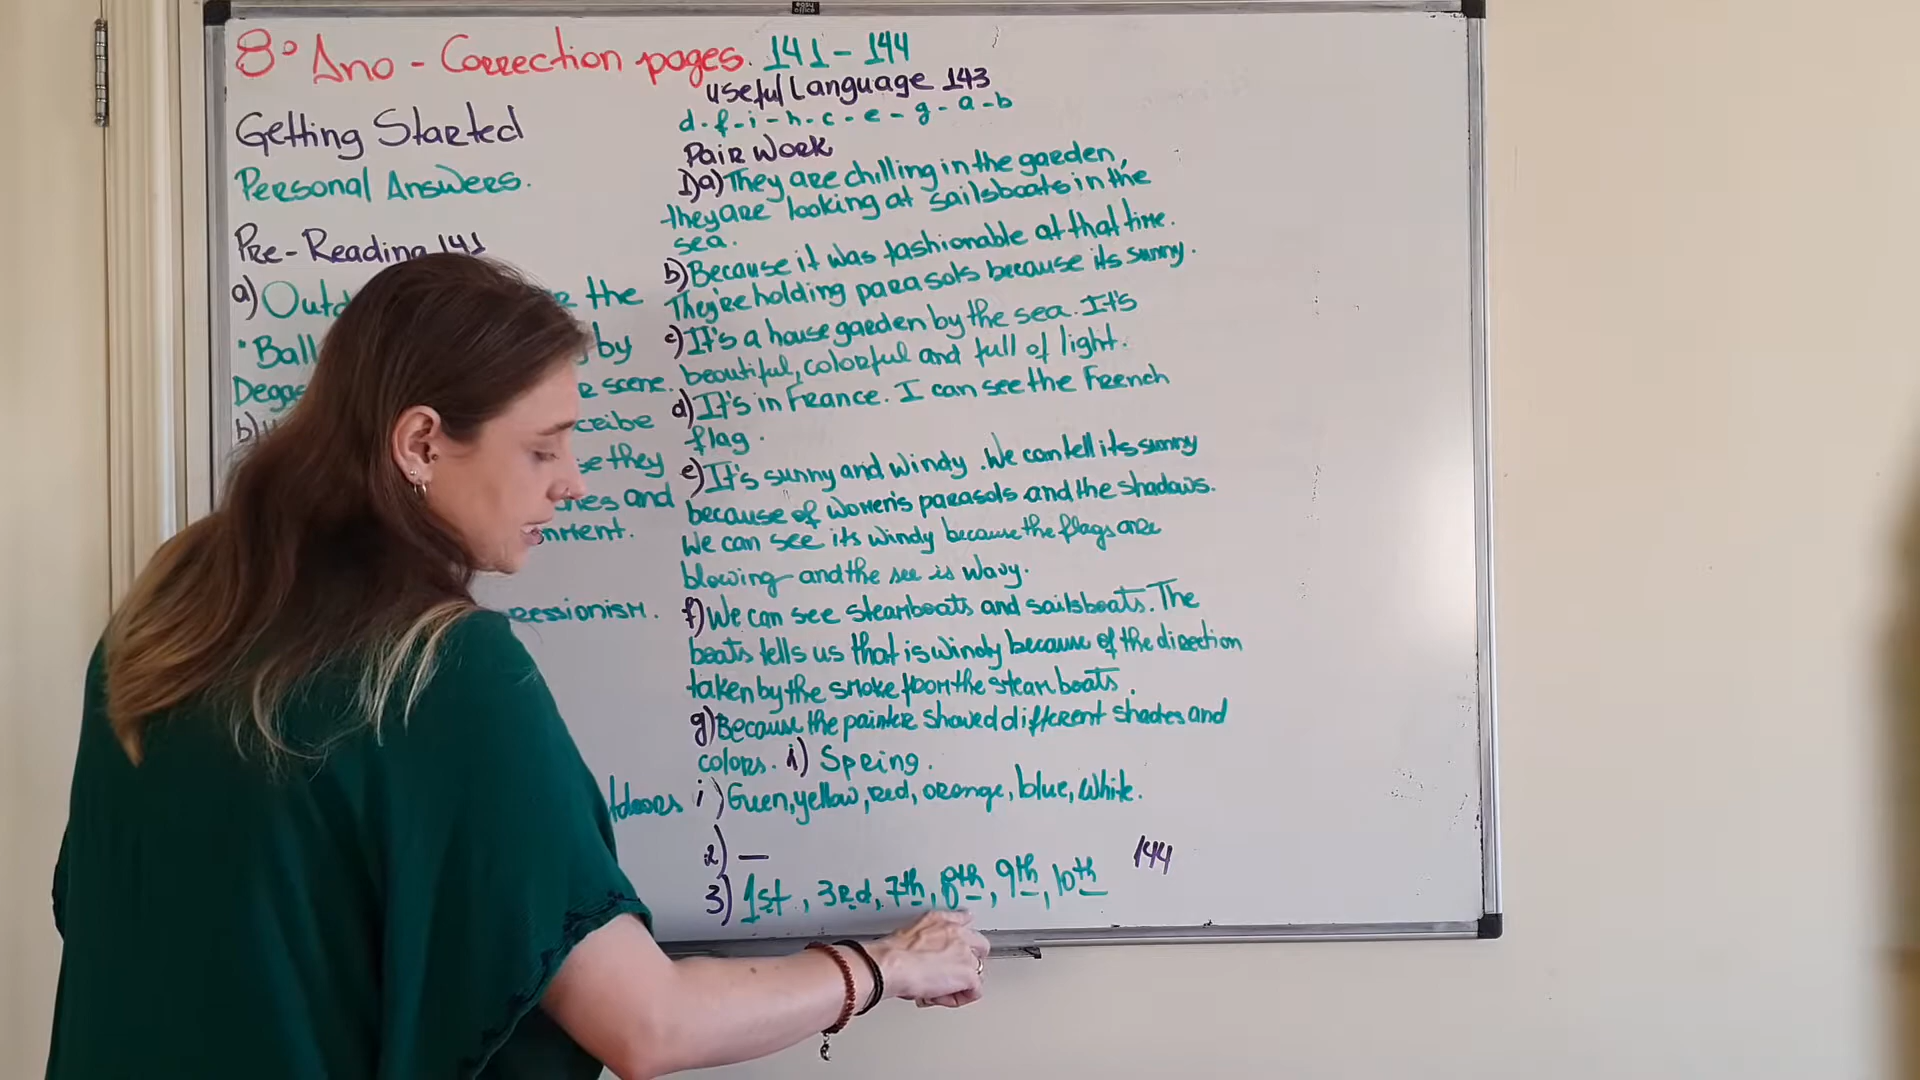 easy office
8º Ano - Correction pages. 141 - 144
Getting Started
Personal Answers.
Pre-Reading 141
a) the
"Ball by
Dega scene.
b) cribe
they
and
nment.
ressionism.
Useful Language 143
d - f - i - h - c - e - g - a - b
Pair Work
1) a) They are chilling in the garden,
they are looking at sailsboats in the
sea.
b) Because it was fashionable at that time.
They're holding parasols because its sunny.
c) It's a house garden by the sea. It's
beautiful, colorful and full of light.
d) It's in France. I can see the French
flag.
e) It's sunny and windy. We can tell its sunny
because of women's parasols and the shadows.
We can see its windy because the flags are
blowing and the see is wavy.
f) We can see steamboats and sailsboats. The
boats tells us that is windy because of the direction
taken by the smoke from the steam boats.
g) Because the painter showed different shades and
colors. h) Spring.
i) Green, yellow, red, orange, blue, white.
2) —
3) 1st, 3rd, 7th, 8th, 9th, 10th 144